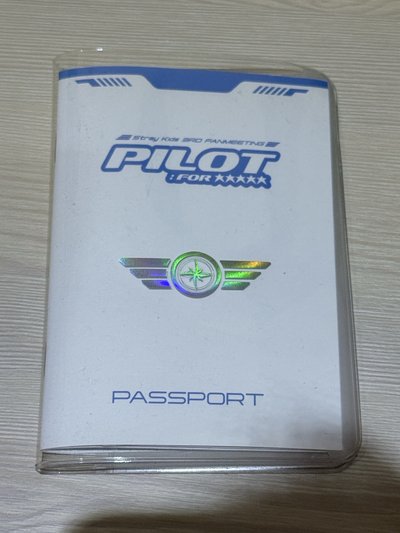 Stray Kids 3RD FANMEETING
PILOT
:FOR ★★★★★
PASSPORT